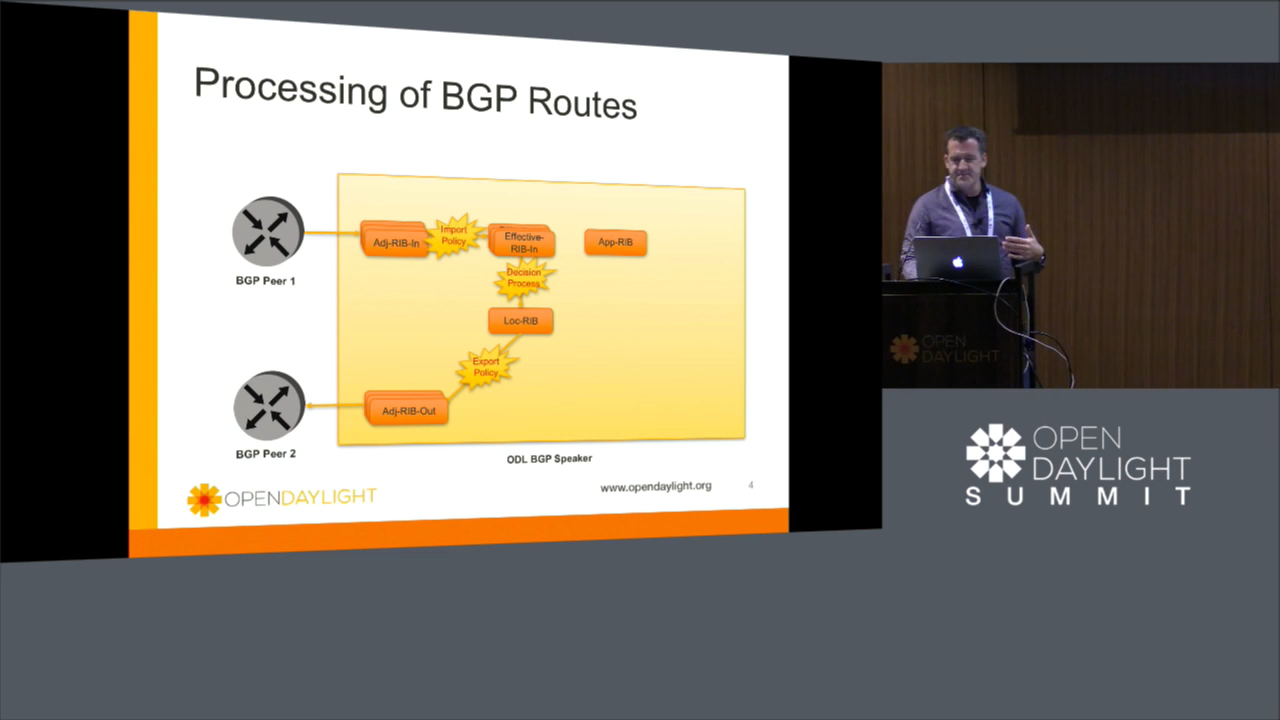 Processing of BGP Routes
Adj-RIB-In
Import
Policy
Effective-
RIB-In
App-RIB
BGP Peer 1
Decision
Process
Loc-RIB
Export
Policy
Adj-RIB-Out
BGP Peer 2
ODL BGP Speaker
OPENDAYLIGHT
www.opendaylight.org
4
OPEN
DAYLIGHT
OPEN
DAYLIGHT
SUMMIT